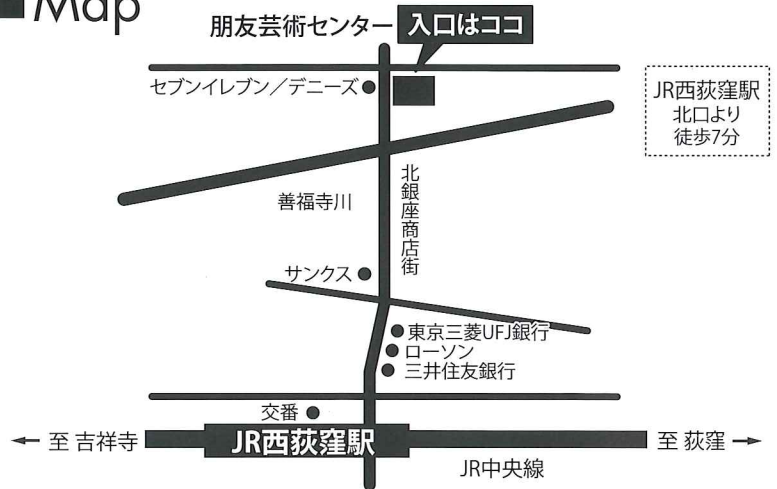 Map
朋友芸術センター
入口はココ
セブンイレブン／デニーズ
JR西荻窪駅
北口より
徒歩7分
善福寺川
北銀座商店街
サンクス
東京三菱UFJ銀行
ローソン
三井住友銀行
交番
← 至 吉祥寺
JR西荻窪駅
至 荻窪 →
JR中央線